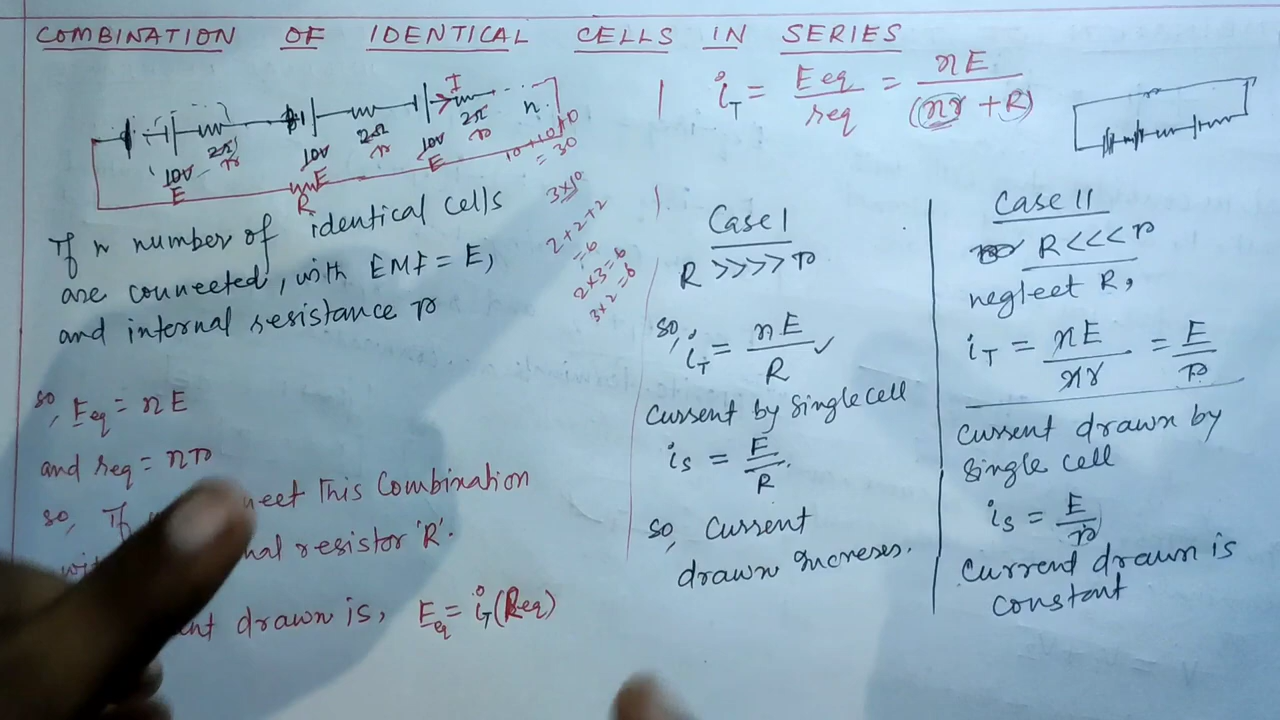 COMBINATION OF IDENTICAL CELLS IN SERIES
I
2Ω
r
n
10V
2Ω
r
10V
2Ω
r
10V
E
E
E
R
10+10+10
= 30
3×10
2+2+2
= 6
2×3=6
3×2=6
If n number of identical cells
are connected, with EMF = E,
and internal resistance r
so, Eeq = nE
and req = nr
so, If
neet This Combination
nal resistor 'R'.
drawn is, Eeq = iT(Req)
iT = Eeq / req = nE / (nr + R)
Case I
R >>>> r
so, iT = nE / R ✓
Current by Single cell
is = E / R.
so, Current
drawn increses.
Case II
R <<< r
neglect R,
iT = nE / nr = E / r
Current drawn by
Single cell
is = E / r
Current drawn is
constant